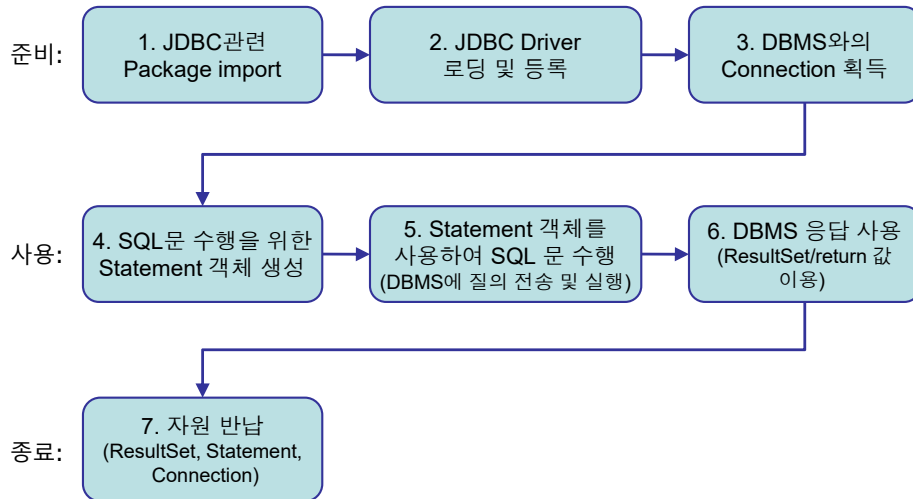 준비:
1. JDBC관련
Package import
2. JDBC Driver
로딩 및 등록
3. DBMS와의
Connection 획득
사용:
4. SQL문 수행을 위한
Statement 객체 생성
5. Statement 객체를
사용하여 SQL 문 수행
(DBMS에 질의 전송 및 실행)
6. DBMS 응답 사용
(ResultSet/return 값
이용)
종료:
7. 자원 반납
(ResultSet, Statement,
Connection)